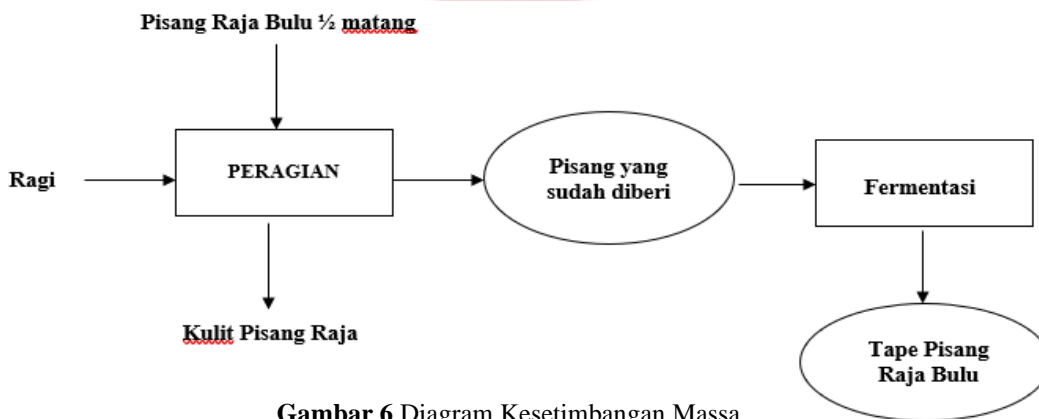 Pisang Raja Bulu ½ matang
Ragi
PERAGIAN
Pisang yang
sudah diberi
Fermentasi
Kulit Pisang Raja
Tape Pisang
Raja Bulu
Gambar 6 Diagram Kesetimbangan Massa